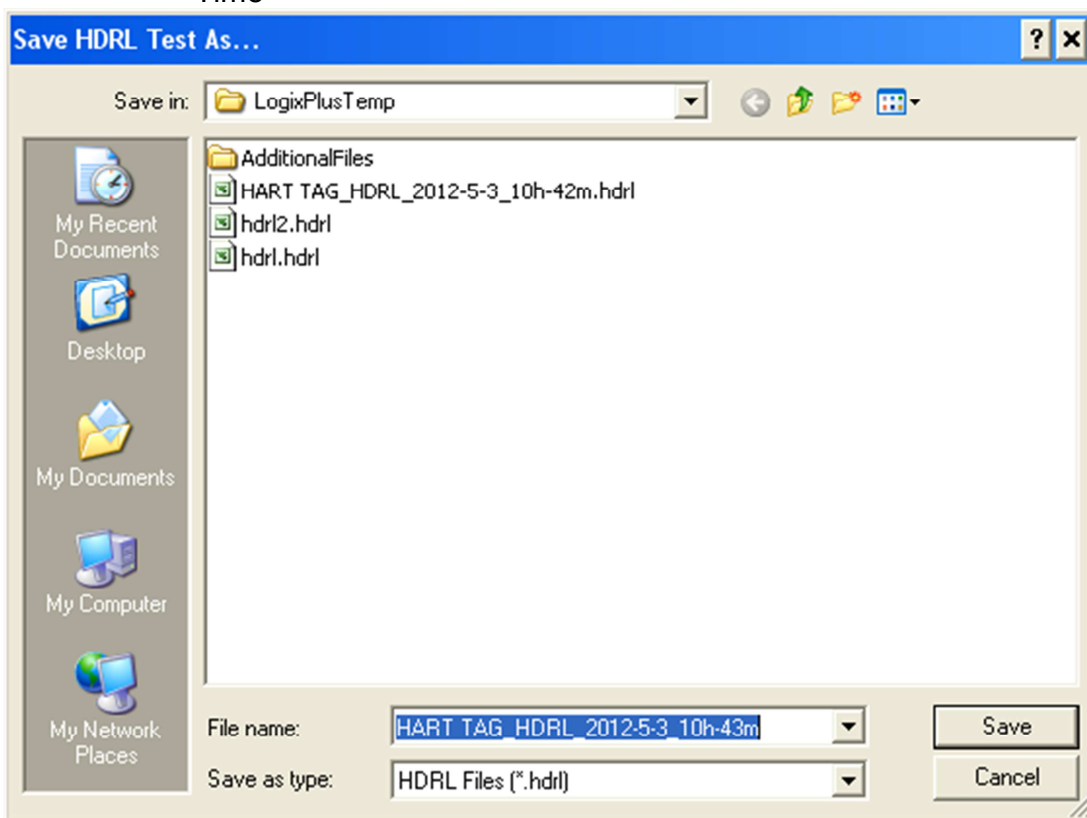 Time
Save HDRL Test As...
Save in:
LogixPlusTemp
AdditionalFiles
HART TAG_HDRL_2012-5-3_10h-42m.hdrl
hdrl2.hdrl
hdrl.hdrl
My Recent
Documents
Desktop
My Documents
My Computer
My Network
Places
File name:
HART TAG_HDRL_2012-5-3_10h-43m
Save
Save as type:
HDRL Files (*.hdrl)
Cancel